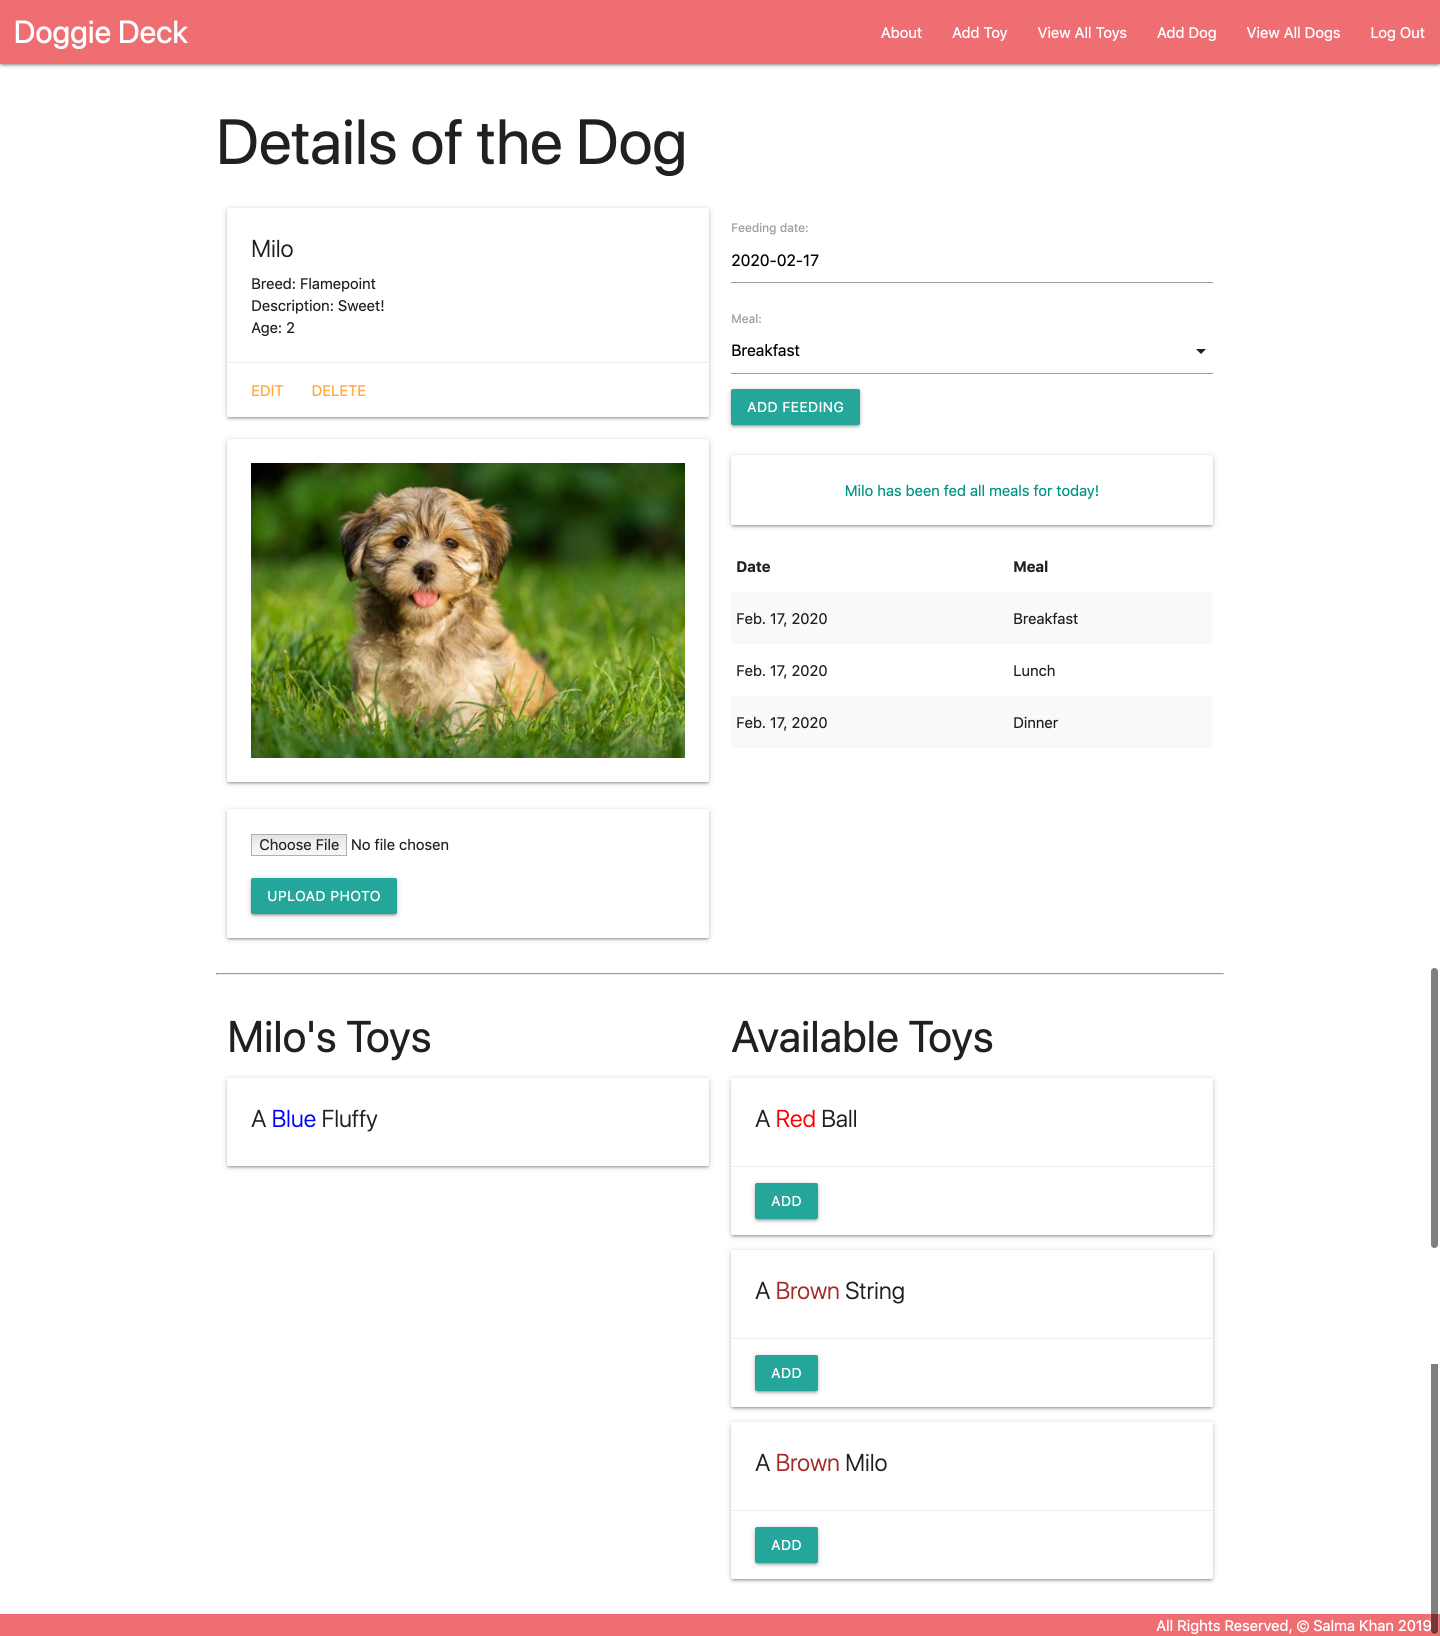 Doggie Deck
About Add Toy View All Toys Add Dog View All Dogs Log Out
Details of the Dog
Milo
Breed: Flamepoint
Description: Sweet!
Age: 2
EDIT DELETE
Choose File No file chosen
UPLOAD PHOTO
Feeding date:
2020-02-17
Meal:
Breakfast
ADD FEEDING
Milo has been fed all meals for today!
Date Meal
Feb. 17, 2020 Breakfast
Feb. 17, 2020 Lunch
Feb. 17, 2020 Dinner
Milo's Toys
A Blue Fluffy
Available Toys
A Red Ball
ADD
A Brown String
ADD
A Brown Milo
ADD
All Rights Reserved, © Salma Khan 2019